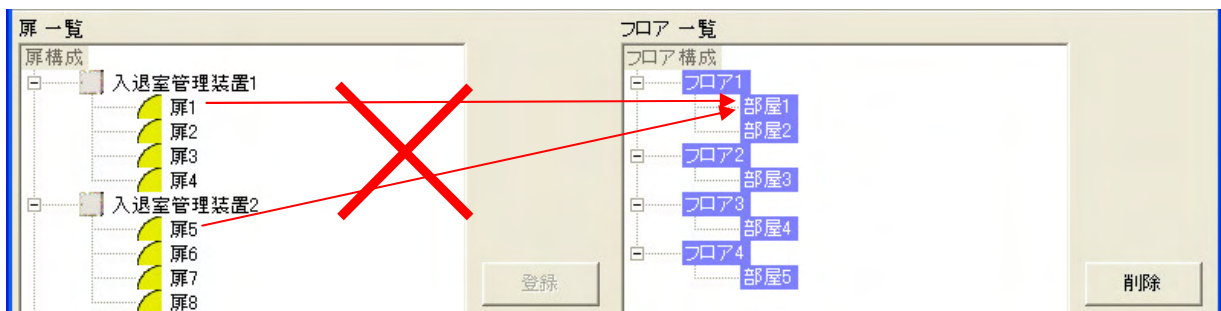 扉 一覧
扉構成
入退室管理装置1
扉1
扉2
扉3
扉4
入退室管理装置2
扉5
扉6
扉7
扉8
登録
フロア 一覧
フロア構成
フロア1
部屋1
部屋2
フロア2
部屋3
フロア3
部屋4
フロア4
部屋5
削除